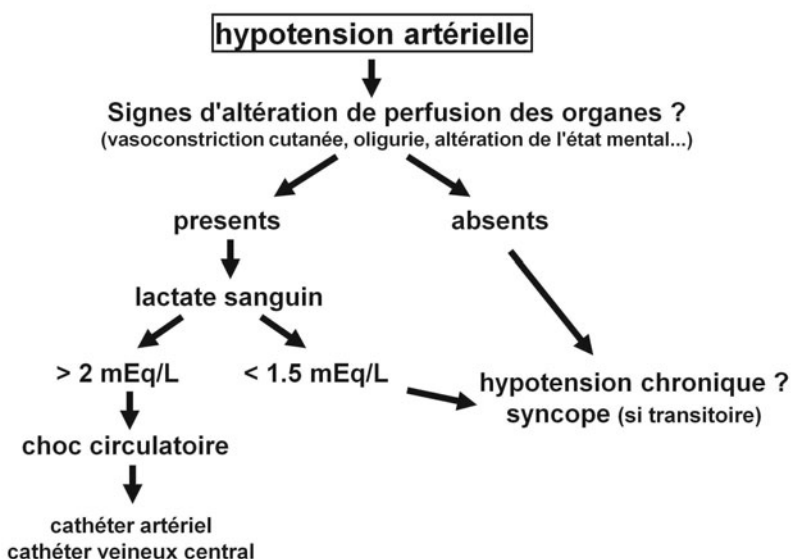 hypotension artérielle
Signes d'altération de perfusion des organes ?
(vasoconstriction cutanée, oligurie, altération de l'état mental...)
presents
absents
lactate sanguin
> 2 mEq/L
< 1.5 mEq/L
hypotension chronique ?
syncope (si transitoire)
choc circulatoire
cathéter artériel
cathéter veineux central